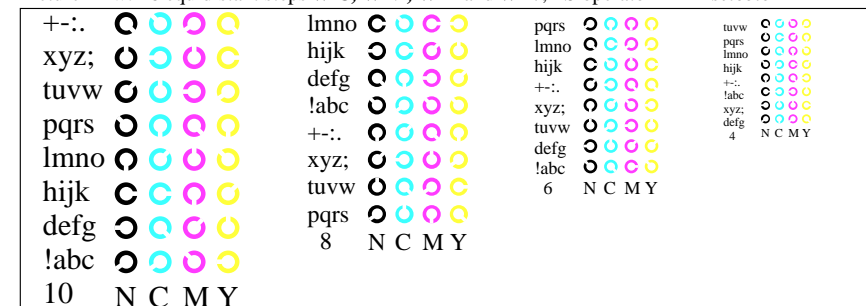 +-:.
xyz;
tuvw
pqrs
lmno
hijk
defg
!abc
10 N C M Y
lmno
hijk
defg
!abc
+-:.
xyz;
tuvw
pqrs
8 N C M Y
pqrs
lmno
hijk
+-:.
xyz;
tuvw
defg
!abc
6 N C M Y
tuvw
pqrs
lmno
hijk
+-:.
!abc
xyz;
defg
4 N C M Y